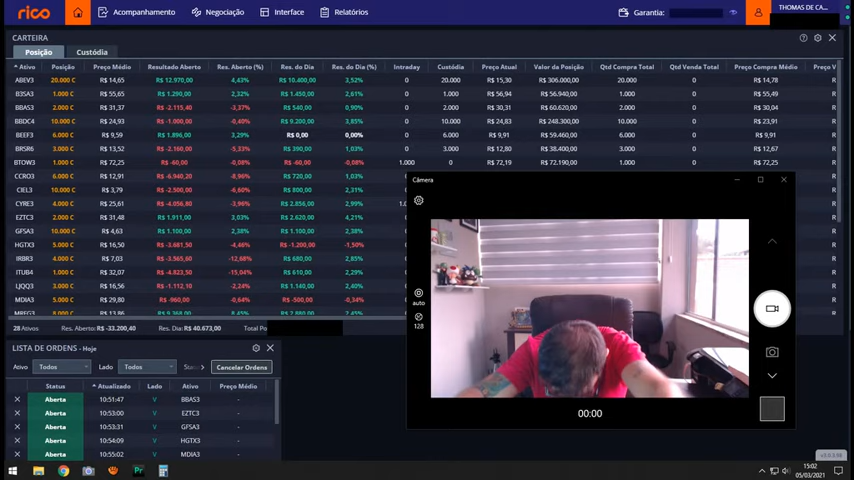 rico Acompanhamento Negociação Interface Relatórios Garantia: THOMAS DE CA...
CARTEIRA
Posição Custódia
Ativo Posição Preço Médio Resultado Aberto Res. Aberto (%) Res. do Dia Res. do Dia (%) Intraday Custódia Preço Atual Valor da Posição Qtd Compra Total Qtd Venda Total Preço Compra Médio Preço V
ABEV3 20.000 C R$ 14,65 R$ 12.970,00 4,43% R$ 10.400,00 3,52% 0 20.000 R$ 15,30 R$ 306.000,00 20.000 0 R$ 14,78 R
B3SA3 1.000 C R$ 55,65 R$ 1.290,00 2,32% R$ 1.450,00 2,61% 0 1.000 R$ 56,94 R$ 56.940,00 1.000 0 R$ 55,49 R
BBAS3 2.000 C R$ 31,37 R$ -2.115,40 -3,37% R$ 540,00 0,90% 0 2.000 R$ 30,31 R$ 60.620,00 2.000 0 R$ 30,04 R
BBDC4 10.000 C R$ 24,93 R$ -1.000,00 -0,40% R$ 9.200,00 3,85% 0 10.000 R$ 24,83 R$ 248.300,00 10.000 0 R$ 23,91 R
BEEF3 6.000 C R$ 9,59 R$ 1.896,00 3,29% R$ 0,00 0,00% 0 6.000 R$ 9,91 R$ 59.460,00 6.000 0 R$ 9,91 R
BRSR6 3.000 C R$ 13,52 R$ -2.160,00 -5,33% R$ 390,00 1,03% 0 3.000 R$ 12,80 R$ 38.400,00 3.000 0 R$ 12,67 R
BTOW3 1.000 C R$ 72,25 R$ -60,00 -0,08% R$ -60,00 -0,08% 1.000 0 R$ 72,19 R$ 72.190,00 1.000 0 R$ 72,25 R
CCRO3 6.000 C R$ 12,91 R$ -6.940,20 -8,96% R$ 720,00 1,03% 0
CIEL3 10.000 C R$ 3,79 R$ -2.500,00 -6,60% R$ 800,00 2,31% 0
CYRE3 4.000 C R$ 25,61 R$ -4.056,80 -3,96% R$ 2.856,00 2,99% 1.0
EZTC3 2.000 C R$ 31,48 R$ 1.911,00 3,03% R$ 2.620,00 4,21% 0
GFSA3 10.000 C R$ 4,63 R$ 1.100,00 2,38% R$ 1.100,00 2,38% 0
HGTX3 5.000 C R$ 16,50 R$ -3.681,50 -4,46% R$ -1.200,00 -1,50% 0
IRBR3 4.000 C R$ 7,03 R$ -3.565,60 -12,68% R$ 680,00 2,85% 0
ITUB4 1.000 C R$ 32,07 R$ -4.823,50 -15,04% R$ 610,00 2,29% 0
LJQQ3 3.000 C R$ 16,56 R$ -1.112,10 -2,24% R$ 1.140,00 2,40% 0
MDIA3 5.000 C R$ 29,80 R$ -960,00 -0,64% R$ -500,00 -0,34% 0
28 Ativos Res. Aberto: R$ -33.200,40 Res. Dia: R$ 40.673,00 Total Po
LISTA DE ORDENS - Hoje
Ativo Todos Lado Todos Cancelar Ordens
Status Atualizado Lado Ativo Preço Médio
Aberta 10:51:47 V BBAS3 -
Aberta 10:53:00 V EZTC3 -
Aberta 10:53:31 V GFSA3 -
Aberta 10:54:09 V HGTX3 -
Aberta 10:55:02 V MDIA3 -
Câmera
auto
128
00:00
Pr
15:02
05/03/2021